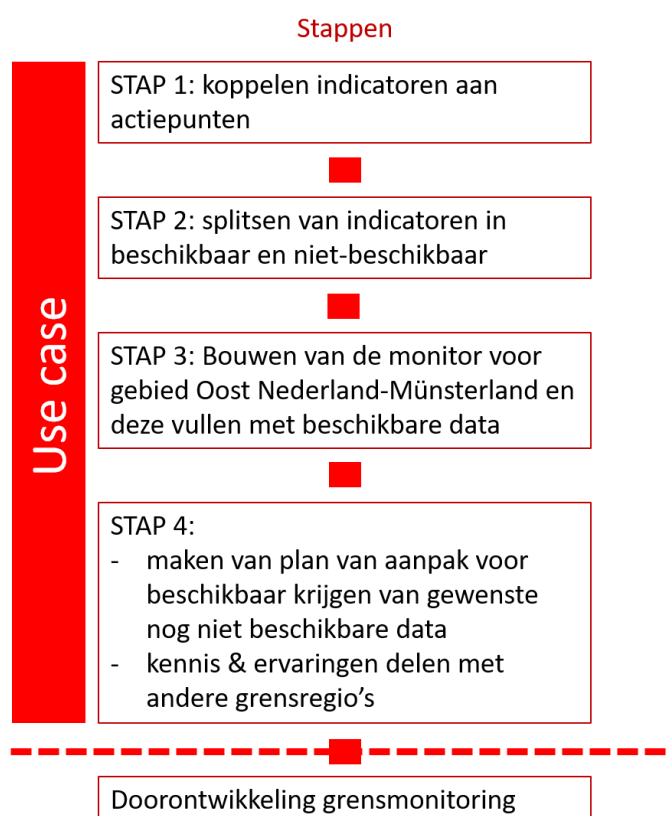 Stappen
STAP 1: koppelen indicatoren aan
actiepunten
STAP 2: splitsen van indicatoren in
beschikbaar en niet-beschikbaar
Use case
STAP 3: Bouwen van de monitor voor
gebied Oost Nederland-Münsterland en
deze vullen met beschikbare data
STAP 4:
- maken van plan van aanpak voor
beschikbaar krijgen van gewenste
nog niet beschikbare data
- kennis & ervaringen delen met
andere grensregio’s
Doorontwikkeling grensmonitoring